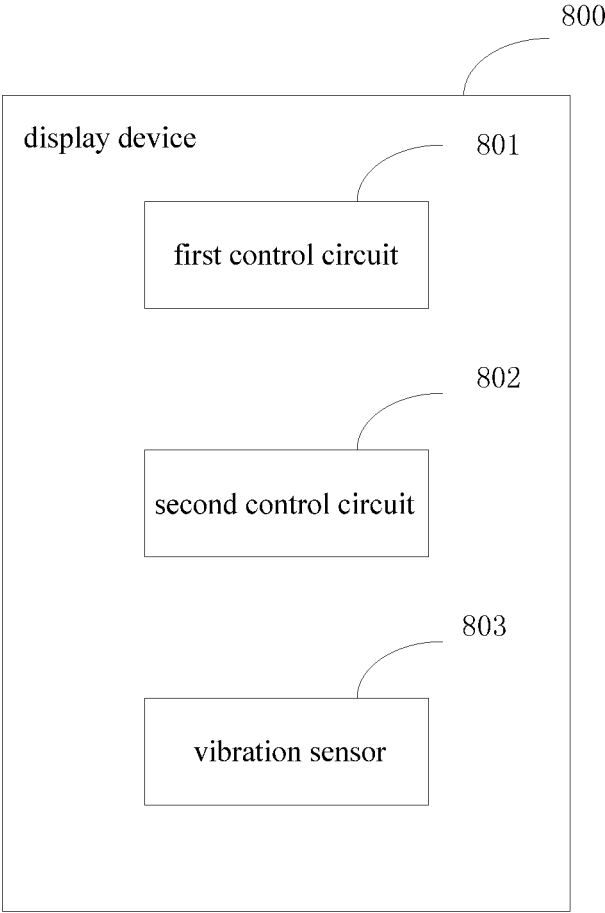 800
display device
801
first control circuit
802
second control circuit
803
vibration sensor